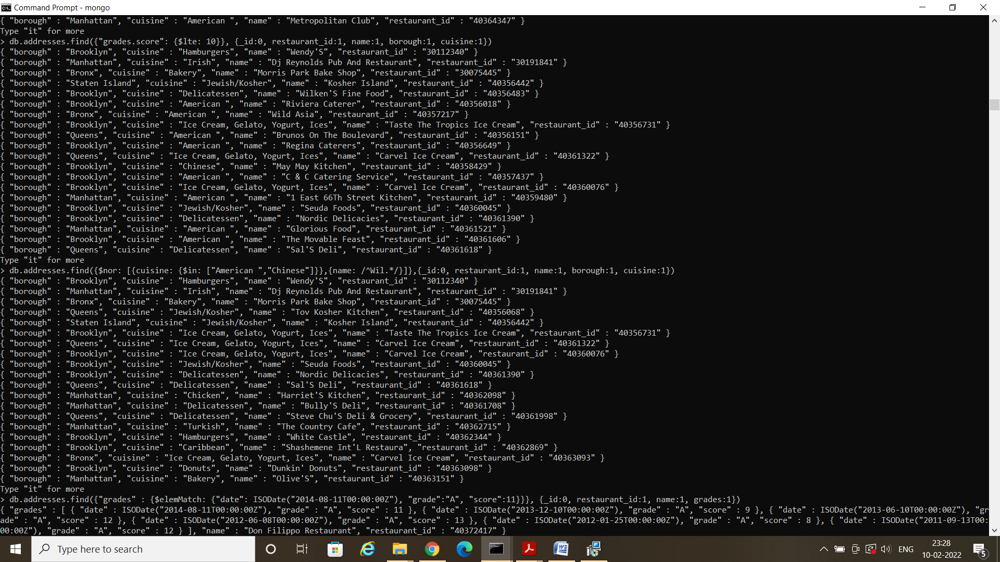 Command Prompt - mongo
{ "borough" : "Manhattan", "cuisine" : "American ", "name" : "Metropolitan Club", "restaurant_id" : "40364347" }
Type "it" for more
> db.addresses.find({"grades.score": {$lte: 10}}, {_id:0, restaurant_id:1, name:1, borough:1, cuisine:1})
{ "borough" : "Brooklyn", "cuisine" : "Hamburgers", "name" : "Wendy'S", "restaurant_id" : "30112340" }
{ "borough" : "Manhattan", "cuisine" : "Irish", "name" : "Dj Reynolds Pub And Restaurant", "restaurant_id" : "30191841" }
{ "borough" : "Bronx", "cuisine" : "Bakery", "name" : "Morris Park Bake Shop", "restaurant_id" : "30075445" }
{ "borough" : "Staten Island", "cuisine" : "Jewish/Kosher", "name" : "Kosher Island", "restaurant_id" : "40356442" }
{ "borough" : "Brooklyn", "cuisine" : "Delicatessen", "name" : "Wilken'S Fine Food", "restaurant_id" : "40356483" }
{ "borough" : "Brooklyn", "cuisine" : "American ", "name" : "Riviera Caterer", "restaurant_id" : "40356018" }
{ "borough" : "Bronx", "cuisine" : "American ", "name" : "Wild Asia", "restaurant_id" : "40357217" }
{ "borough" : "Brooklyn", "cuisine" : "Ice Cream, Gelato, Yogurt, Ices", "name" : "Taste The Tropics Ice Cream", "restaurant_id" : "40356731" }
{ "borough" : "Queens", "cuisine" : "American ", "name" : "Brunos On The Boulevard", "restaurant_id" : "40356151" }
{ "borough" : "Brooklyn", "cuisine" : "American ", "name" : "Regina Caterers", "restaurant_id" : "40356649" }
{ "borough" : "Queens", "cuisine" : "Ice Cream, Gelato, Yogurt, Ices", "name" : "Carvel Ice Cream", "restaurant_id" : "40361322" }
{ "borough" : "Brooklyn", "cuisine" : "Chinese", "name" : "May May Kitchen", "restaurant_id" : "40358429" }
{ "borough" : "Brooklyn", "cuisine" : "American ", "name" : "C & C Catering Service", "restaurant_id" : "40357437" }
{ "borough" : "Brooklyn", "cuisine" : "Ice Cream, Gelato, Yogurt, Ices", "name" : "Carvel Ice Cream", "restaurant_id" : "40360076" }
{ "borough" : "Manhattan", "cuisine" : "American ", "name" : "1 East 66Th Street Kitchen", "restaurant_id" : "40359480" }
{ "borough" : "Brooklyn", "cuisine" : "Jewish/Kosher", "name" : "Seuda Foods", "restaurant_id" : "40360045" }
{ "borough" : "Brooklyn", "cuisine" : "Delicatessen", "name" : "Nordic Delicacies", "restaurant_id" : "40361390" }
{ "borough" : "Manhattan", "cuisine" : "American ", "name" : "Glorious Food", "restaurant_id" : "40361521" }
{ "borough" : "Brooklyn", "cuisine" : "American ", "name" : "The Movable Feast", "restaurant_id" : "40361606" }
{ "borough" : "Queens", "cuisine" : "Delicatessen", "name" : "Sal'S Deli", "restaurant_id" : "40361618" }
Type "it" for more
> db.addresses.find({$nor: [{cuisine: {$in: ["American ","Chinese"]}},{name: /^Wil.*/}]},{_id:0, restaurant_id:1, name:1, borough:1, cuisine:1})
{ "borough" : "Brooklyn", "cuisine" : "Hamburgers", "name" : "Wendy'S", "restaurant_id" : "30112340" }
{ "borough" : "Manhattan", "cuisine" : "Irish", "name" : "Dj Reynolds Pub And Restaurant", "restaurant_id" : "30191841" }
{ "borough" : "Bronx", "cuisine" : "Bakery", "name" : "Morris Park Bake Shop", "restaurant_id" : "30075445" }
{ "borough" : "Queens", "cuisine" : "Jewish/Kosher", "name" : "Tov Kosher Kitchen", "restaurant_id" : "40356068" }
{ "borough" : "Staten Island", "cuisine" : "Jewish/Kosher", "name" : "Kosher Island", "restaurant_id" : "40356442" }
{ "borough" : "Brooklyn", "cuisine" : "Ice Cream, Gelato, Yogurt, Ices", "name" : "Taste The Tropics Ice Cream", "restaurant_id" : "40356731" }
{ "borough" : "Queens", "cuisine" : "Ice Cream, Gelato, Yogurt, Ices", "name" : "Carvel Ice Cream", "restaurant_id" : "40361322" }
{ "borough" : "Brooklyn", "cuisine" : "Ice Cream, Gelato, Yogurt, Ices", "name" : "Carvel Ice Cream", "restaurant_id" : "40360076" }
{ "borough" : "Brooklyn", "cuisine" : "Jewish/Kosher", "name" : "Seuda Foods", "restaurant_id" : "40360045" }
{ "borough" : "Brooklyn", "cuisine" : "Delicatessen", "name" : "Nordic Delicacies", "restaurant_id" : "40361390" }
{ "borough" : "Queens", "cuisine" : "Delicatessen", "name" : "Sal'S Deli", "restaurant_id" : "40361618" }
{ "borough" : "Manhattan", "cuisine" : "Chicken", "name" : "Harriet'S Kitchen", "restaurant_id" : "40362098" }
{ "borough" : "Manhattan", "cuisine" : "Delicatessen", "name" : "Bully'S Deli", "restaurant_id" : "40361708" }
{ "borough" : "Queens", "cuisine" : "Delicatessen", "name" : "Steve Chu'S Deli & Grocery", "restaurant_id" : "40361998" }
{ "borough" : "Manhattan", "cuisine" : "Turkish", "name" : "The Country Cafe", "restaurant_id" : "40362715" }
{ "borough" : "Brooklyn", "cuisine" : "Hamburgers", "name" : "White Castle", "restaurant_id" : "40362344" }
{ "borough" : "Brooklyn", "cuisine" : "Caribbean", "name" : "Shashemene Int'L Restaura", "restaurant_id" : "40362869" }
{ "borough" : "Bronx", "cuisine" : "Ice Cream, Gelato, Yogurt, Ices", "name" : "Carvel Ice Cream", "restaurant_id" : "40363093" }
{ "borough" : "Brooklyn", "cuisine" : "Donuts", "name" : "Dunkin' Donuts", "restaurant_id" : "40363098" }
{ "borough" : "Manhattan", "cuisine" : "Bakery", "name" : "Olive'S", "restaurant_id" : "40363151" }
Type "it" for more
> db.addresses.find({"grades" : {$elemMatch: {"date": ISODate("2014-08-11T00:00:00Z"), "grade":"A", "score":11}}}, {_id:0, restaurant_id:1, name:1, grades:1})
{ "grades" : [ { "date" : ISODate("2014-08-11T00:00:00Z"), "grade" : "A", "score" : 11 }, { "date" : ISODate("2013-12-10T00:00:00Z"), "grade" : "A", "score" : 9 }, { "date" : ISODate("2013-06-10T00:00:00Z"), "gr
ade" : "A", "score" : 12 }, { "date" : ISODate("2012-06-08T00:00:00Z"), "grade" : "A", "score" : 13 }, { "date" : ISODate("2012-01-25T00:00:00Z"), "grade" : "A", "score" : 8 }, { "date" : ISODate("2011-09-13T00:
00:00Z"), "grade" : "A", "score" : 12 } ], "name" : "Don Filippo Restaurant", "restaurant_id" : "40372417" }
Type here to search
ENG
23:28
10-02-2022
5